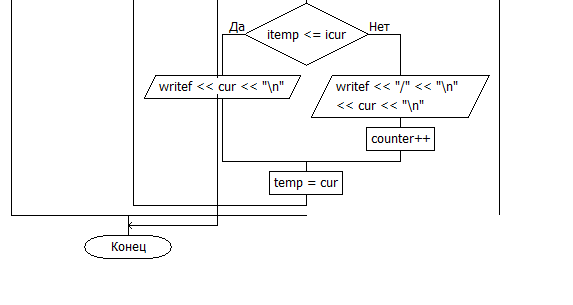 Да
Нет
itemp <= icur
writef << cur << "\n"
writef << "/" << "\n"
<< cur << "\n"
counter++
temp = cur
Конец